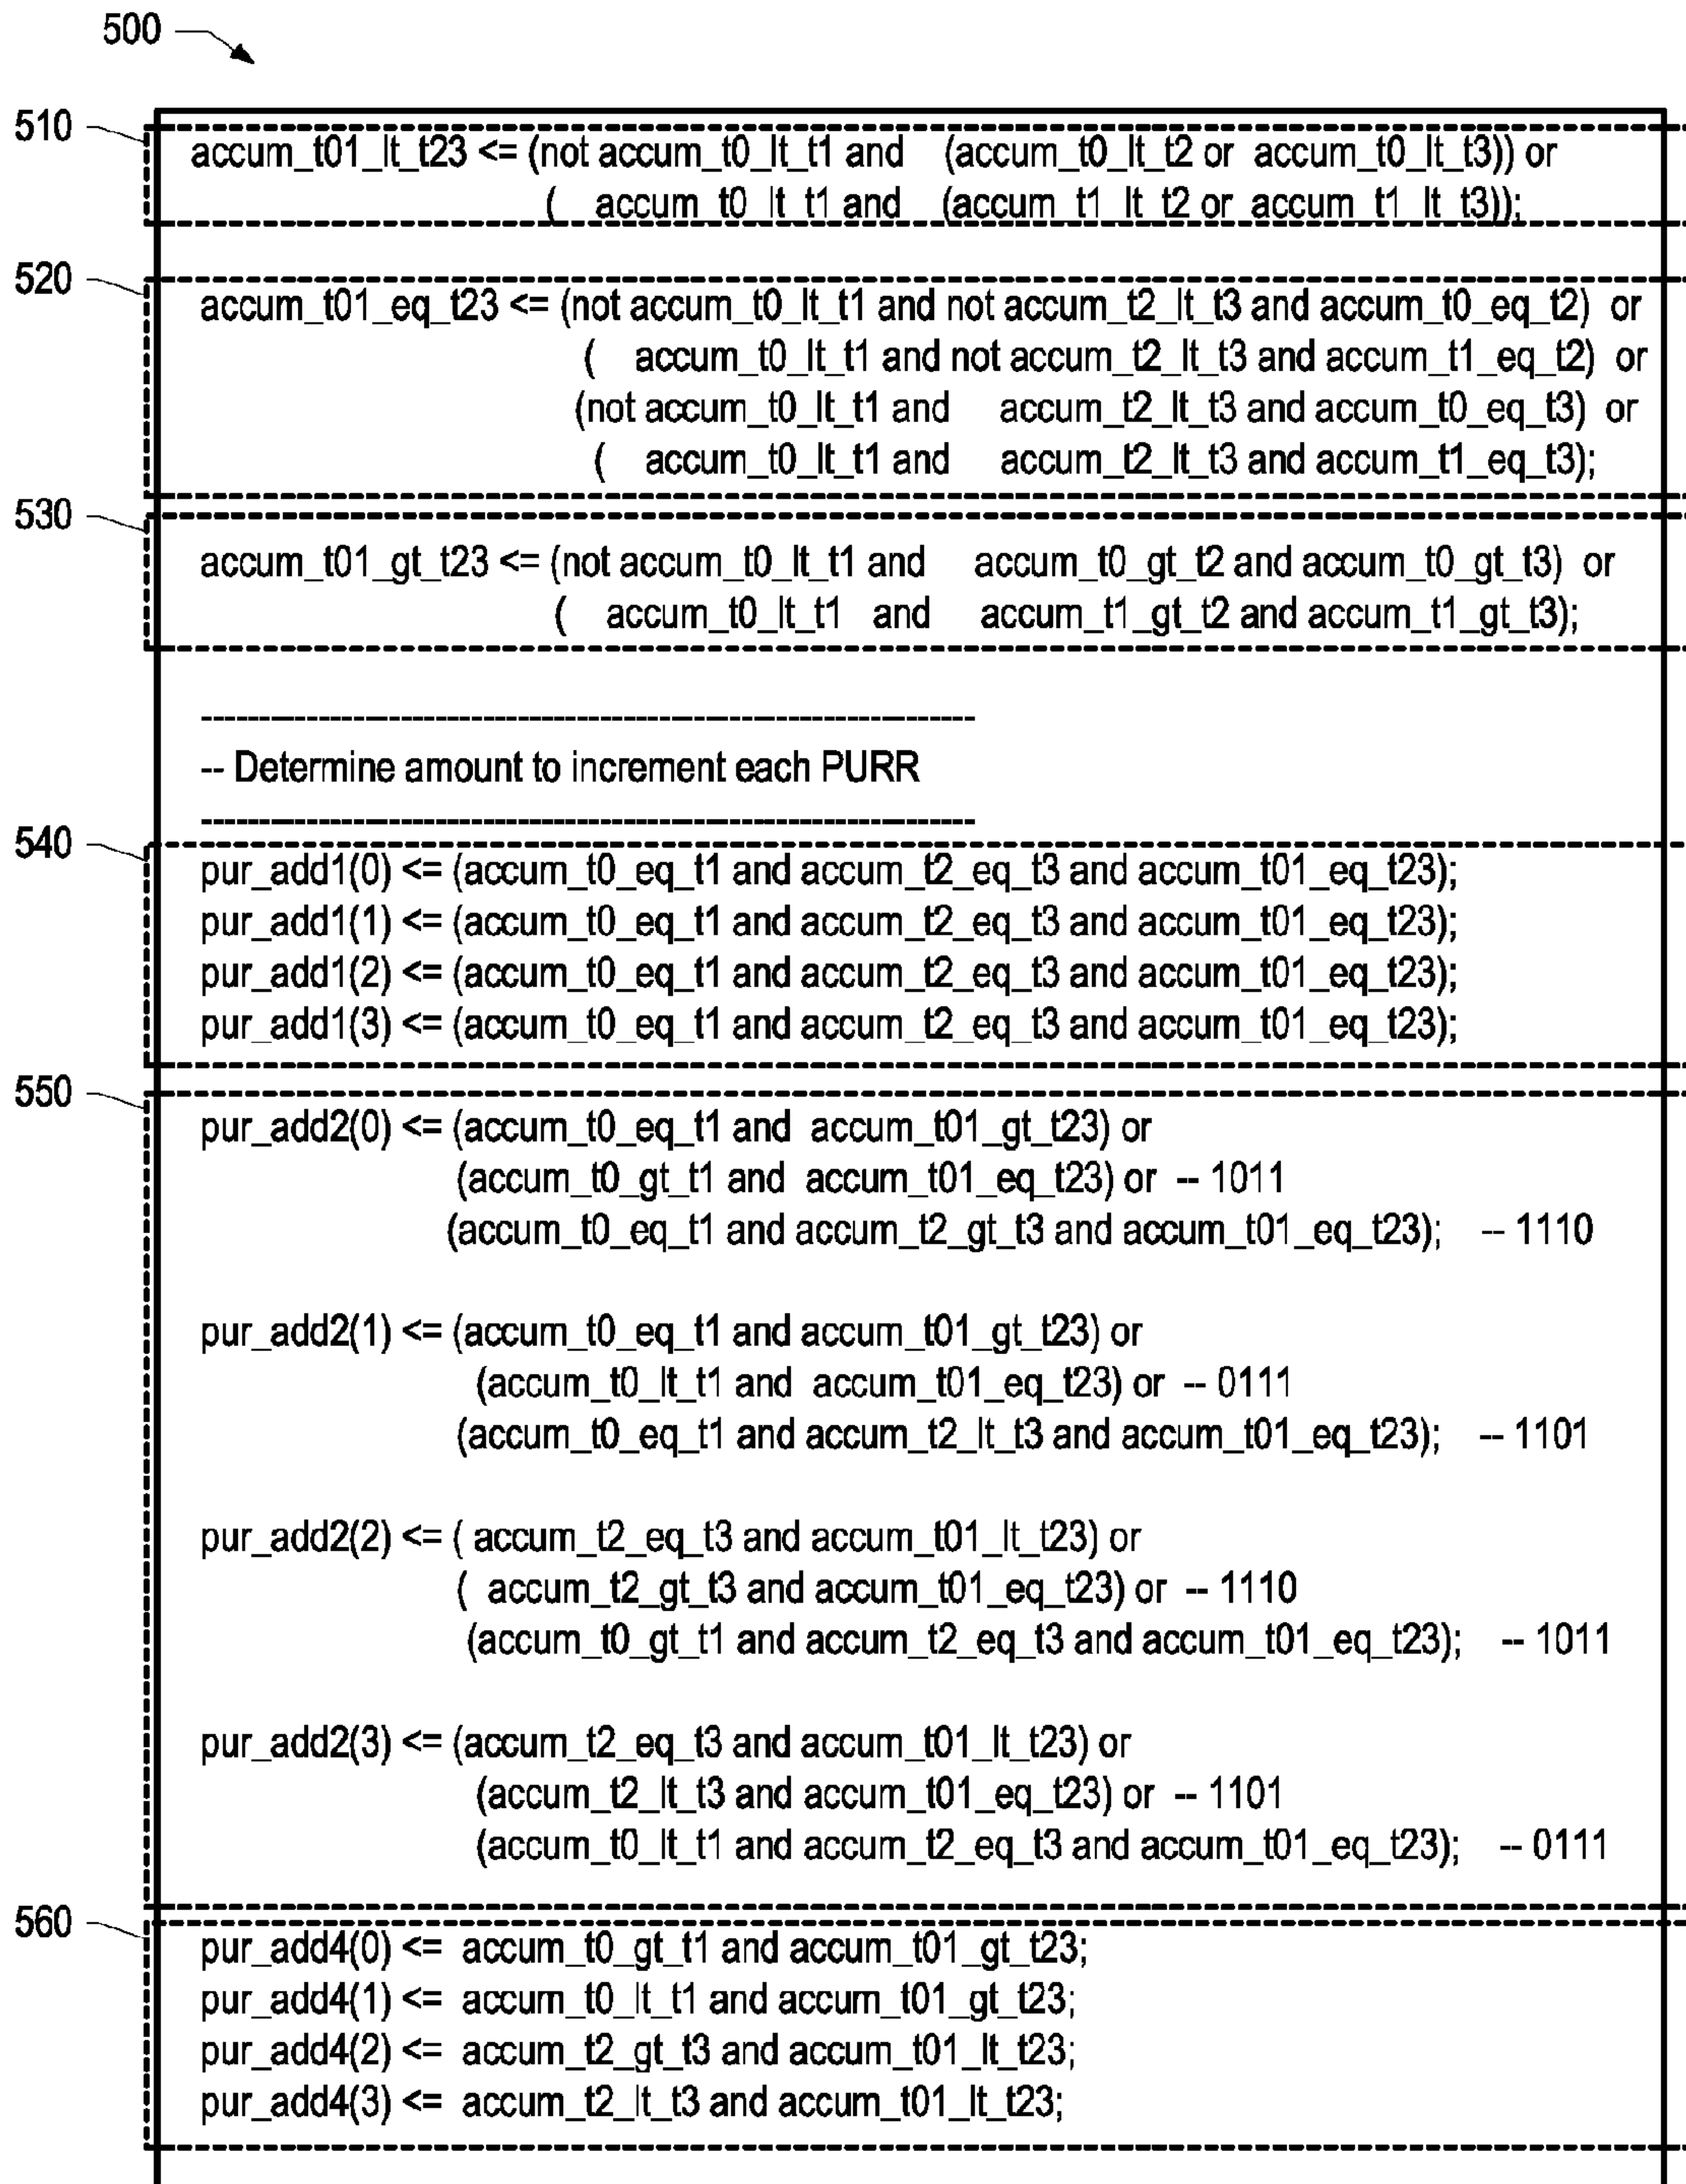 500
510
accum_t01_lt_t23 <= (not accum_t0_lt_t1 and (accum_t0_lt_t2 or accum_t0_lt_t3)) or
( accum_t0_lt_t1 and (accum_t1_lt_t2 or accum_t1_lt_t3));
520
accum_t01_eq_t23 <= (not accum_t0_lt_t1 and not accum_t2_lt_t3 and accum_t0_eq_t2) or
( accum_t0_lt_t1 and not accum_t2_lt_t3 and accum_t1_eq_t2) or
(not accum_t0_lt_t1 and accum_t2_lt_t3 and accum_t0_eq_t3) or
( accum_t0_lt_t1 and accum_t2_lt_t3 and accum_t1_eq_t3);
530
accum_t01_gt_t23 <= (not accum_t0_lt_t1 and accum_t0_gt_t2 and accum_t0_gt_t3) or
( accum_t0_lt_t1 and accum_t1_gt_t2 and accum_t1_gt_t3);
------------------------------------------------------------------
-- Determine amount to increment each PURR
------------------------------------------------------------------
540
pur_add1(0) <= (accum_t0_eq_t1 and accum_t2_eq_t3 and accum_t01_eq_t23);
pur_add1(1) <= (accum_t0_eq_t1 and accum_t2_eq_t3 and accum_t01_eq_t23);
pur_add1(2) <= (accum_t0_eq_t1 and accum_t2_eq_t3 and accum_t01_eq_t23);
pur_add1(3) <= (accum_t0_eq_t1 and accum_t2_eq_t3 and accum_t01_eq_t23);
550
pur_add2(0) <= (accum_t0_eq_t1 and accum_t01_gt_t23) or
(accum_t0_gt_t1 and accum_t01_eq_t23) or -- 1011
(accum_t0_eq_t1 and accum_t2_gt_t3 and accum_t01_eq_t23); -- 1110
pur_add2(1) <= (accum_t0_eq_t1 and accum_t01_gt_t23) or
(accum_t0_lt_t1 and accum_t01_eq_t23) or -- 0111
(accum_t0_eq_t1 and accum_t2_lt_t3 and accum_t01_eq_t23); -- 1101
pur_add2(2) <= ( accum_t2_eq_t3 and accum_t01_lt_t23) or
( accum_t2_gt_t3 and accum_t01_eq_t23) or -- 1110
(accum_t0_gt_t1 and accum_t2_eq_t3 and accum_t01_eq_t23); -- 1011
pur_add2(3) <= (accum_t2_eq_t3 and accum_t01_lt_t23) or
(accum_t2_lt_t3 and accum_t01_eq_t23) or -- 1101
(accum_t0_lt_t1 and accum_t2_eq_t3 and accum_t01_eq_t23); -- 0111
560
pur_add4(0) <= accum_t0_gt_t1 and accum_t01_gt_t23;
pur_add4(1) <= accum_t0_lt_t1 and accum_t01_gt_t23;
pur_add4(2) <= accum_t2_gt_t3 and accum_t01_lt_t23;
pur_add4(3) <= accum_t2_lt_t3 and accum_t01_lt_t23;